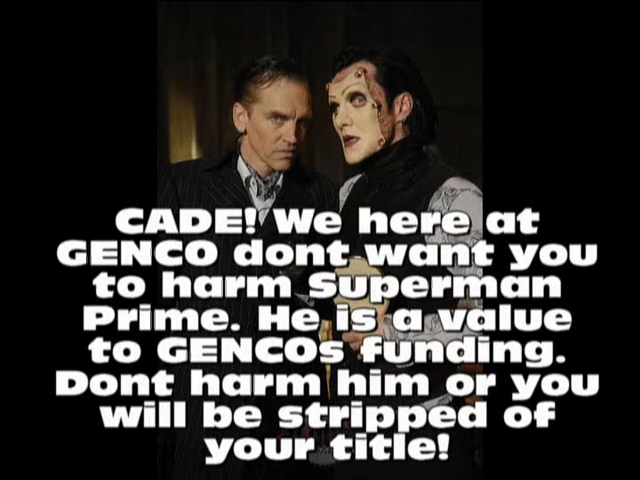 CADE! We here at
GENCO dont want you
to harm Superman
Prime. He is a value
to GENCOs funding.
Dont harm him or you
will be stripped of
your title!